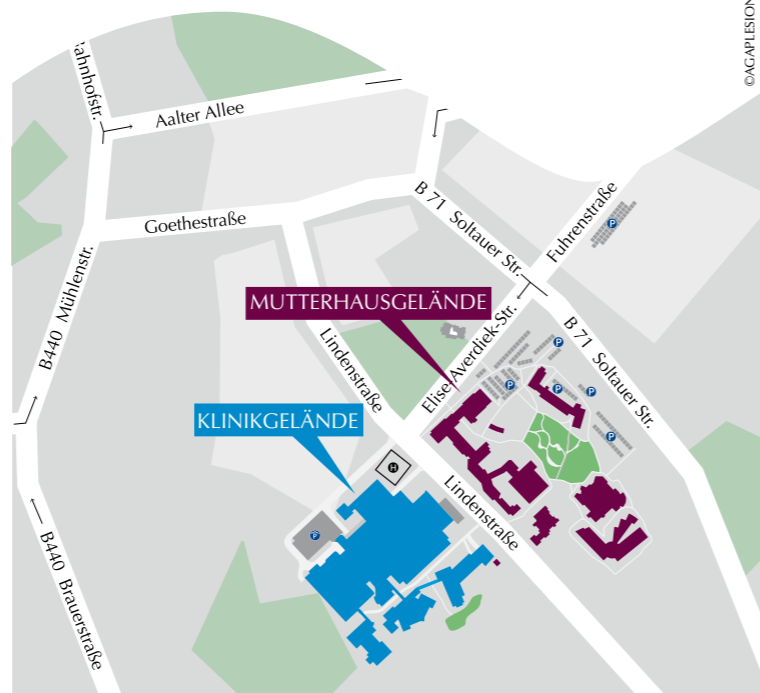 ©AGAPLESION
Bahnhofstr.
Aalter Allee
Goethestraße
B 71 Soltauer Str.
Fuhrenstraße
P
B440 Mühlenstr.
MUTTERHAUSGELÄNDE
Elise-Averdiek-Str.
B 71 Soltauer Str.
P
P
P
P
P
Lindenstraße
KLINIKGELÄNDE
H
Lindenstraße
P
B440 Brauerstraße